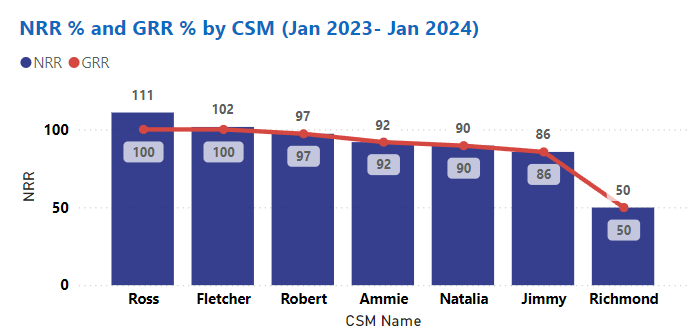 NRR % and GRR % by CSM (Jan 2023- Jan 2024)
NRR GRR
111 102 97 92 90 86 50
100 100 97 92 90 86 50
100
50
0
NRR
Ross Fletcher Robert Ammie Natalia Jimmy Richmond
CSM Name